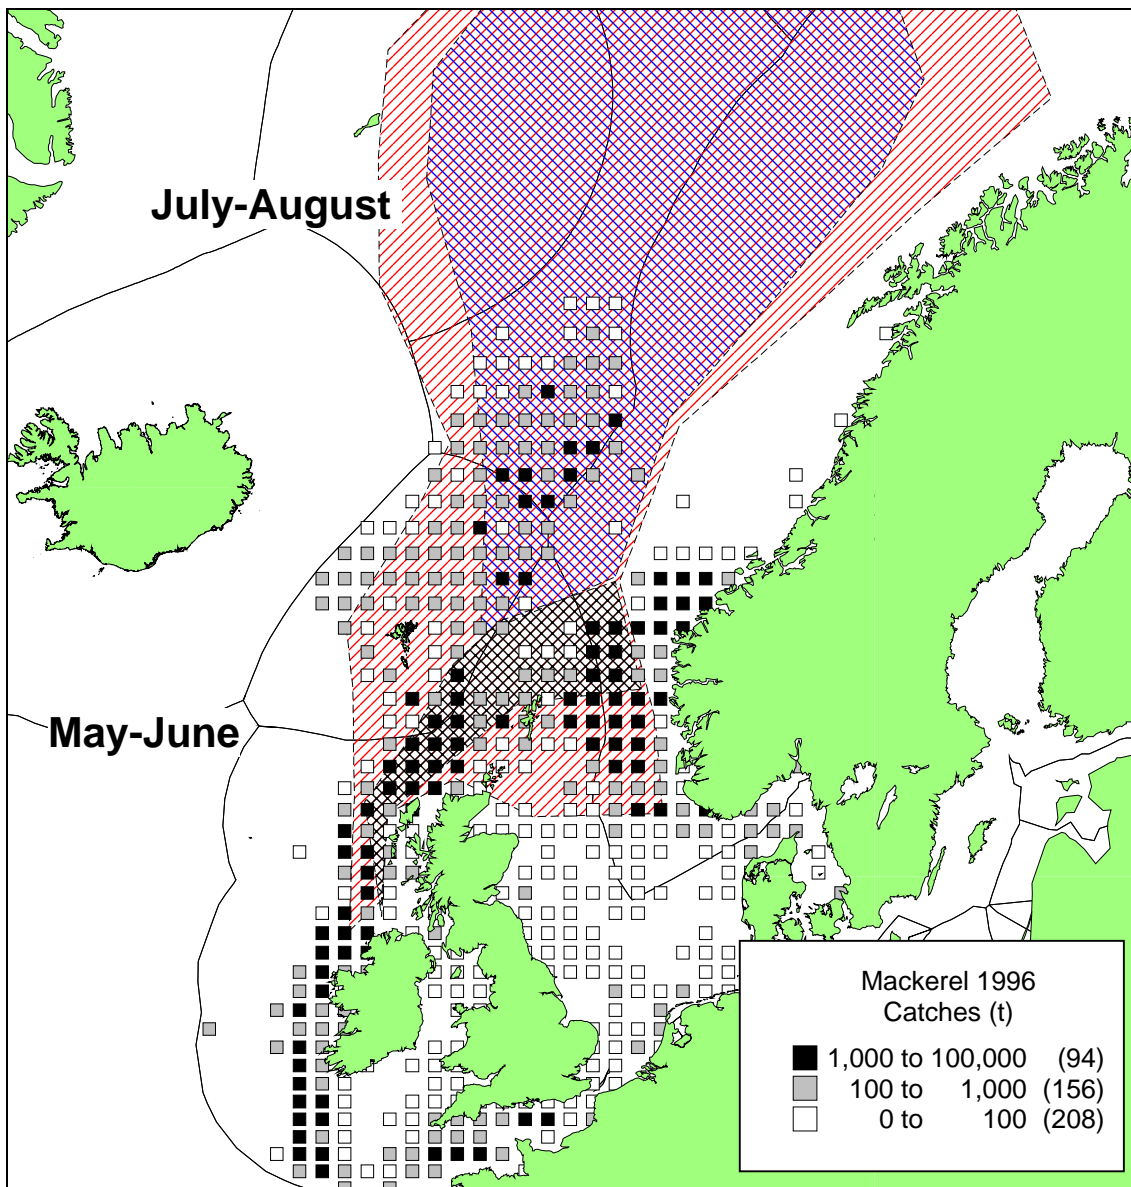 July-August
May-June
Mackerel 1996
Catches (t)
1,000 to 100,000 (94)
100 to 1,000 (156)
0 to 100 (208)